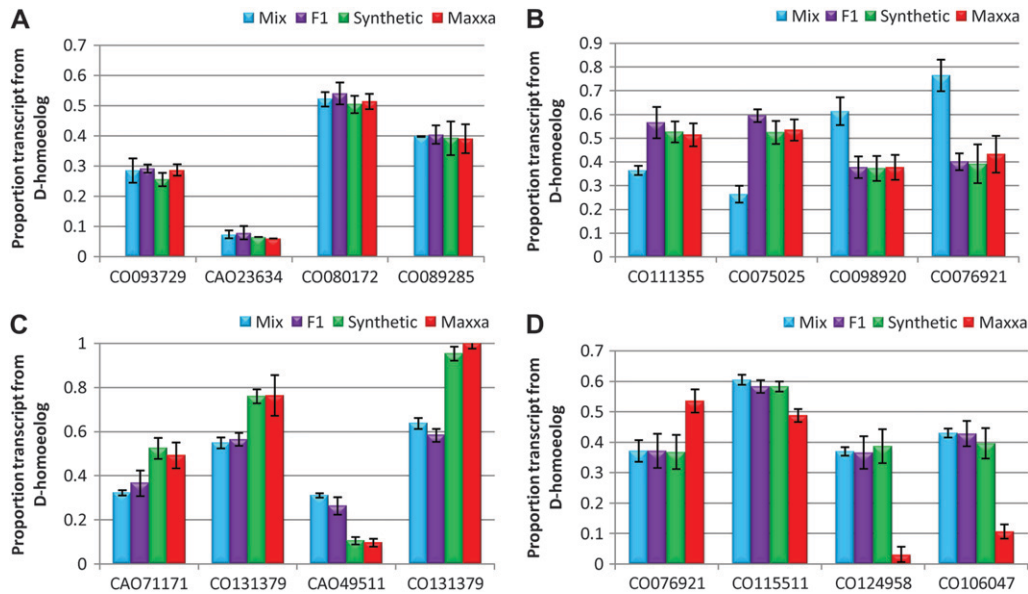 A
Mix F1 Synthetic Maxxa
Proportion transcript from
D-homoeolog
0.7
0.6
0.5
0.4
0.3
0.2
0.1
0
CO093729 CAO23634 CO080172 CO089285
B
Mix F1 Synthetic Maxxa
Proportion transcript from
D-homoeolog
0.9
0.8
0.7
0.6
0.5
0.4
0.3
0.2
0.1
0
CO111355 CO075025 CO098920 CO076921
C
Mix F1 Synthetic Maxxa
Proportion transcript from
D-homoeolog
1
0.8
0.6
0.4
0.2
0
CAO71171 CO131379 CAO49511 CO131379
D
Mix F1 Synthetic Maxxa
Proportion transcript from
D-homoeolog
0.7
0.6
0.5
0.4
0.3
0.2
0.1
0
CO076921 CO115511 CO124958 CO106047